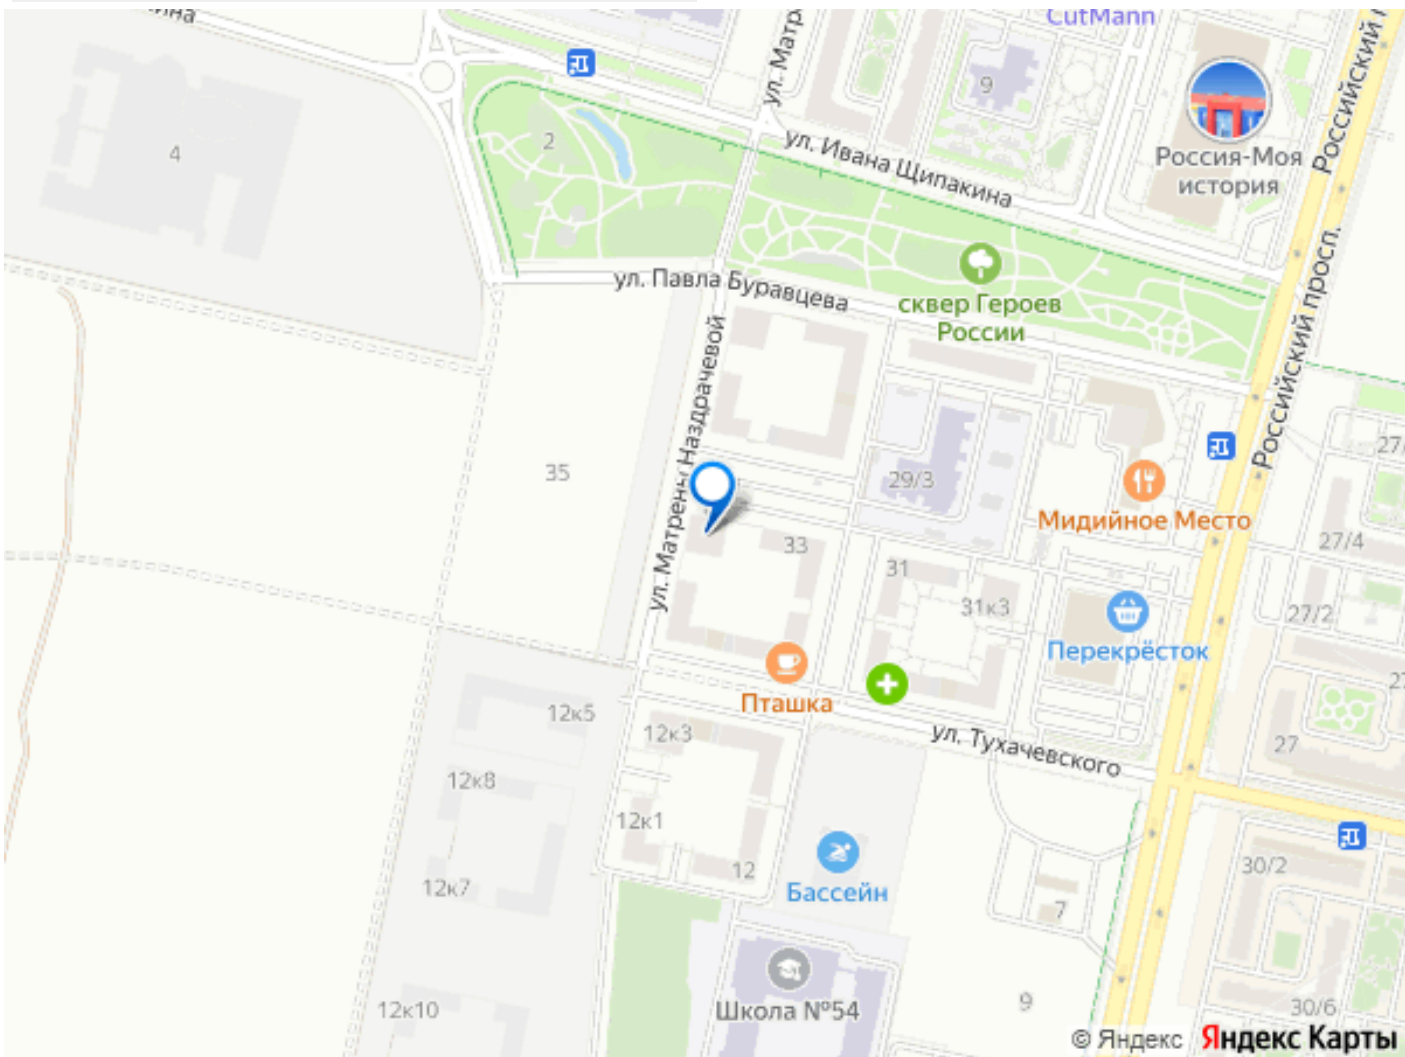 ина
CutMann
ул. Матр
Российский п
9
4
2
ул. Ивана Щипакина
Россия-Моя
история
ул. Павла Буравцева
сквер Героев
России
Российский просп.
ул. Матрены Наздрачевой
35
29/3
27/
Мидийное Место
33
27/4
31
31к3
27/2
Перекрёсток
Пташка
27
12к5
12к3
ул. Тухачевского
27
12к8
12к1
30/2
12к7
12
Бассейн
7
Школа №54
12к10
9
30/6
© Яндекс Яндекс Карты